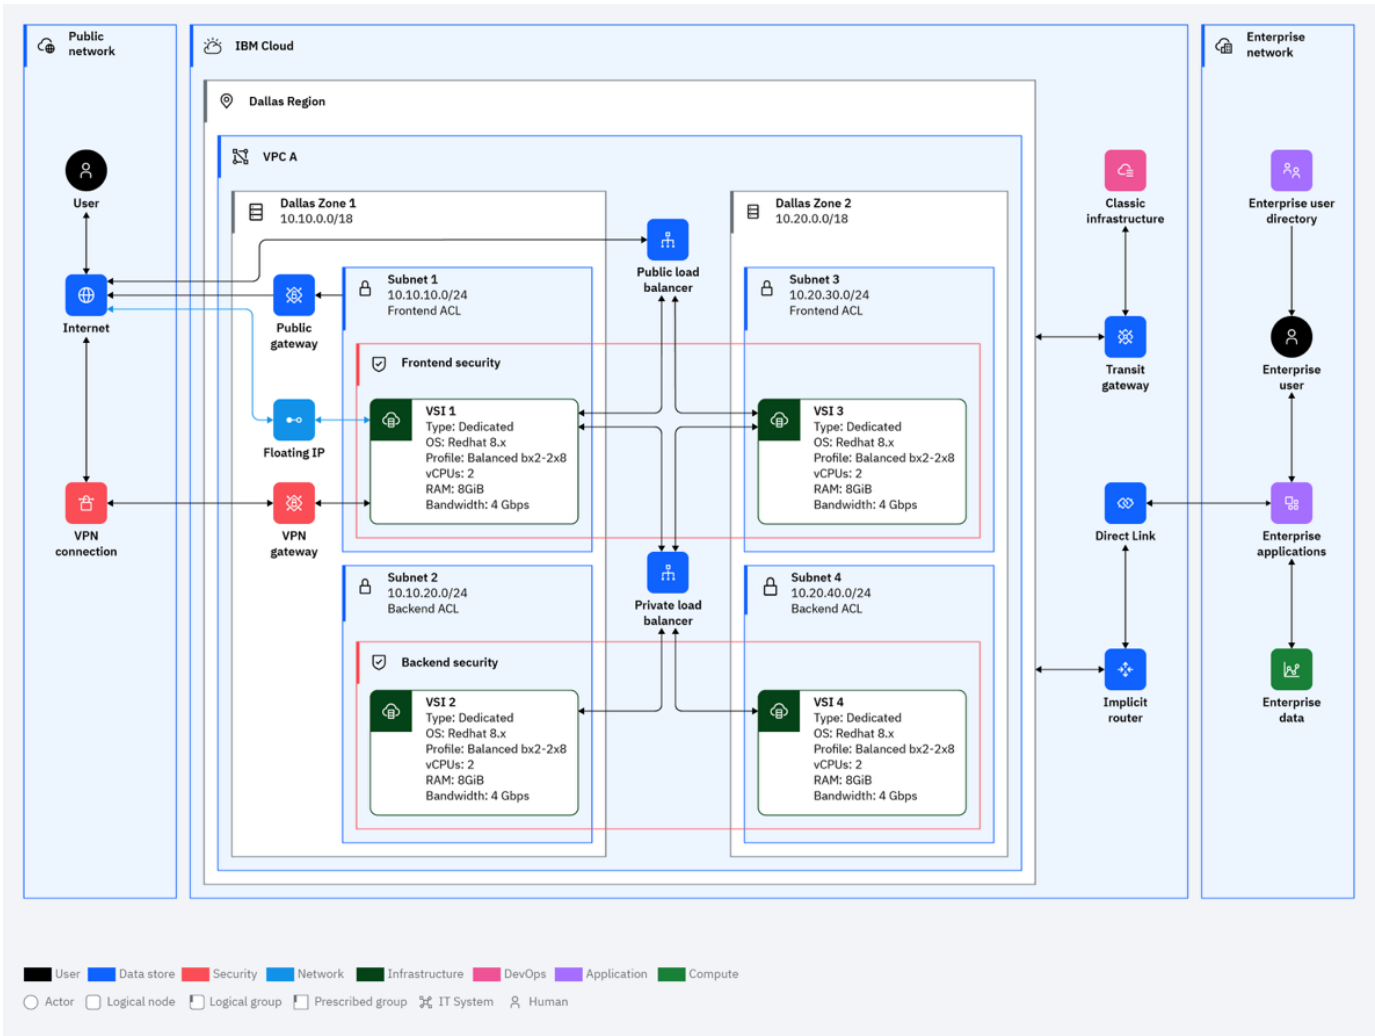 Public
network
IBM Cloud
Enterprise
network
Dallas Region
VPC A
User
Dallas Zone 1
10.10.0.0/18
Dallas Zone 2
10.20.0.0/18
Classic
infrastructure
Enterprise user
directory
Public load
balancer
Internet
Public
gateway
Subnet 1
10.10.10.0/24
Frontend ACL
Subnet 3
10.20.30.0/24
Frontend ACL
Frontend security
Transit
gateway
Enterprise
user
Floating IP
VSI 1
Type: Dedicated
OS: Redhat 8.x
Profile: Balanced bx2-2x8
vCPUs: 2
RAM: 8GiB
Bandwidth: 4 Gbps
VSI 3
Type: Dedicated
OS: Redhat 8.x
Profile: Balanced bx2-2x8
vCPUs: 2
RAM: 8GiB
Bandwidth: 4 Gbps
VPN
connection
VPN
gateway
Direct Link
Enterprise
applications
Subnet 2
10.10.20.0/24
Backend ACL
Private load
balancer
Subnet 4
10.20.40.0/24
Backend ACL
Backend security
VSI 2
Type: Dedicated
OS: Redhat 8.x
Profile: Balanced bx2-2x8
vCPUs: 2
RAM: 8GiB
Bandwidth: 4 Gbps
VSI 4
Type: Dedicated
OS: Redhat 8.x
Profile: Balanced bx2-2x8
vCPUs: 2
RAM: 8GiB
Bandwidth: 4 Gbps
Implicit
router
Enterprise
data
User Data store Security Network Infrastructure DevOps Application Compute
Actor Logical node Logical group Prescribed group IT System Human